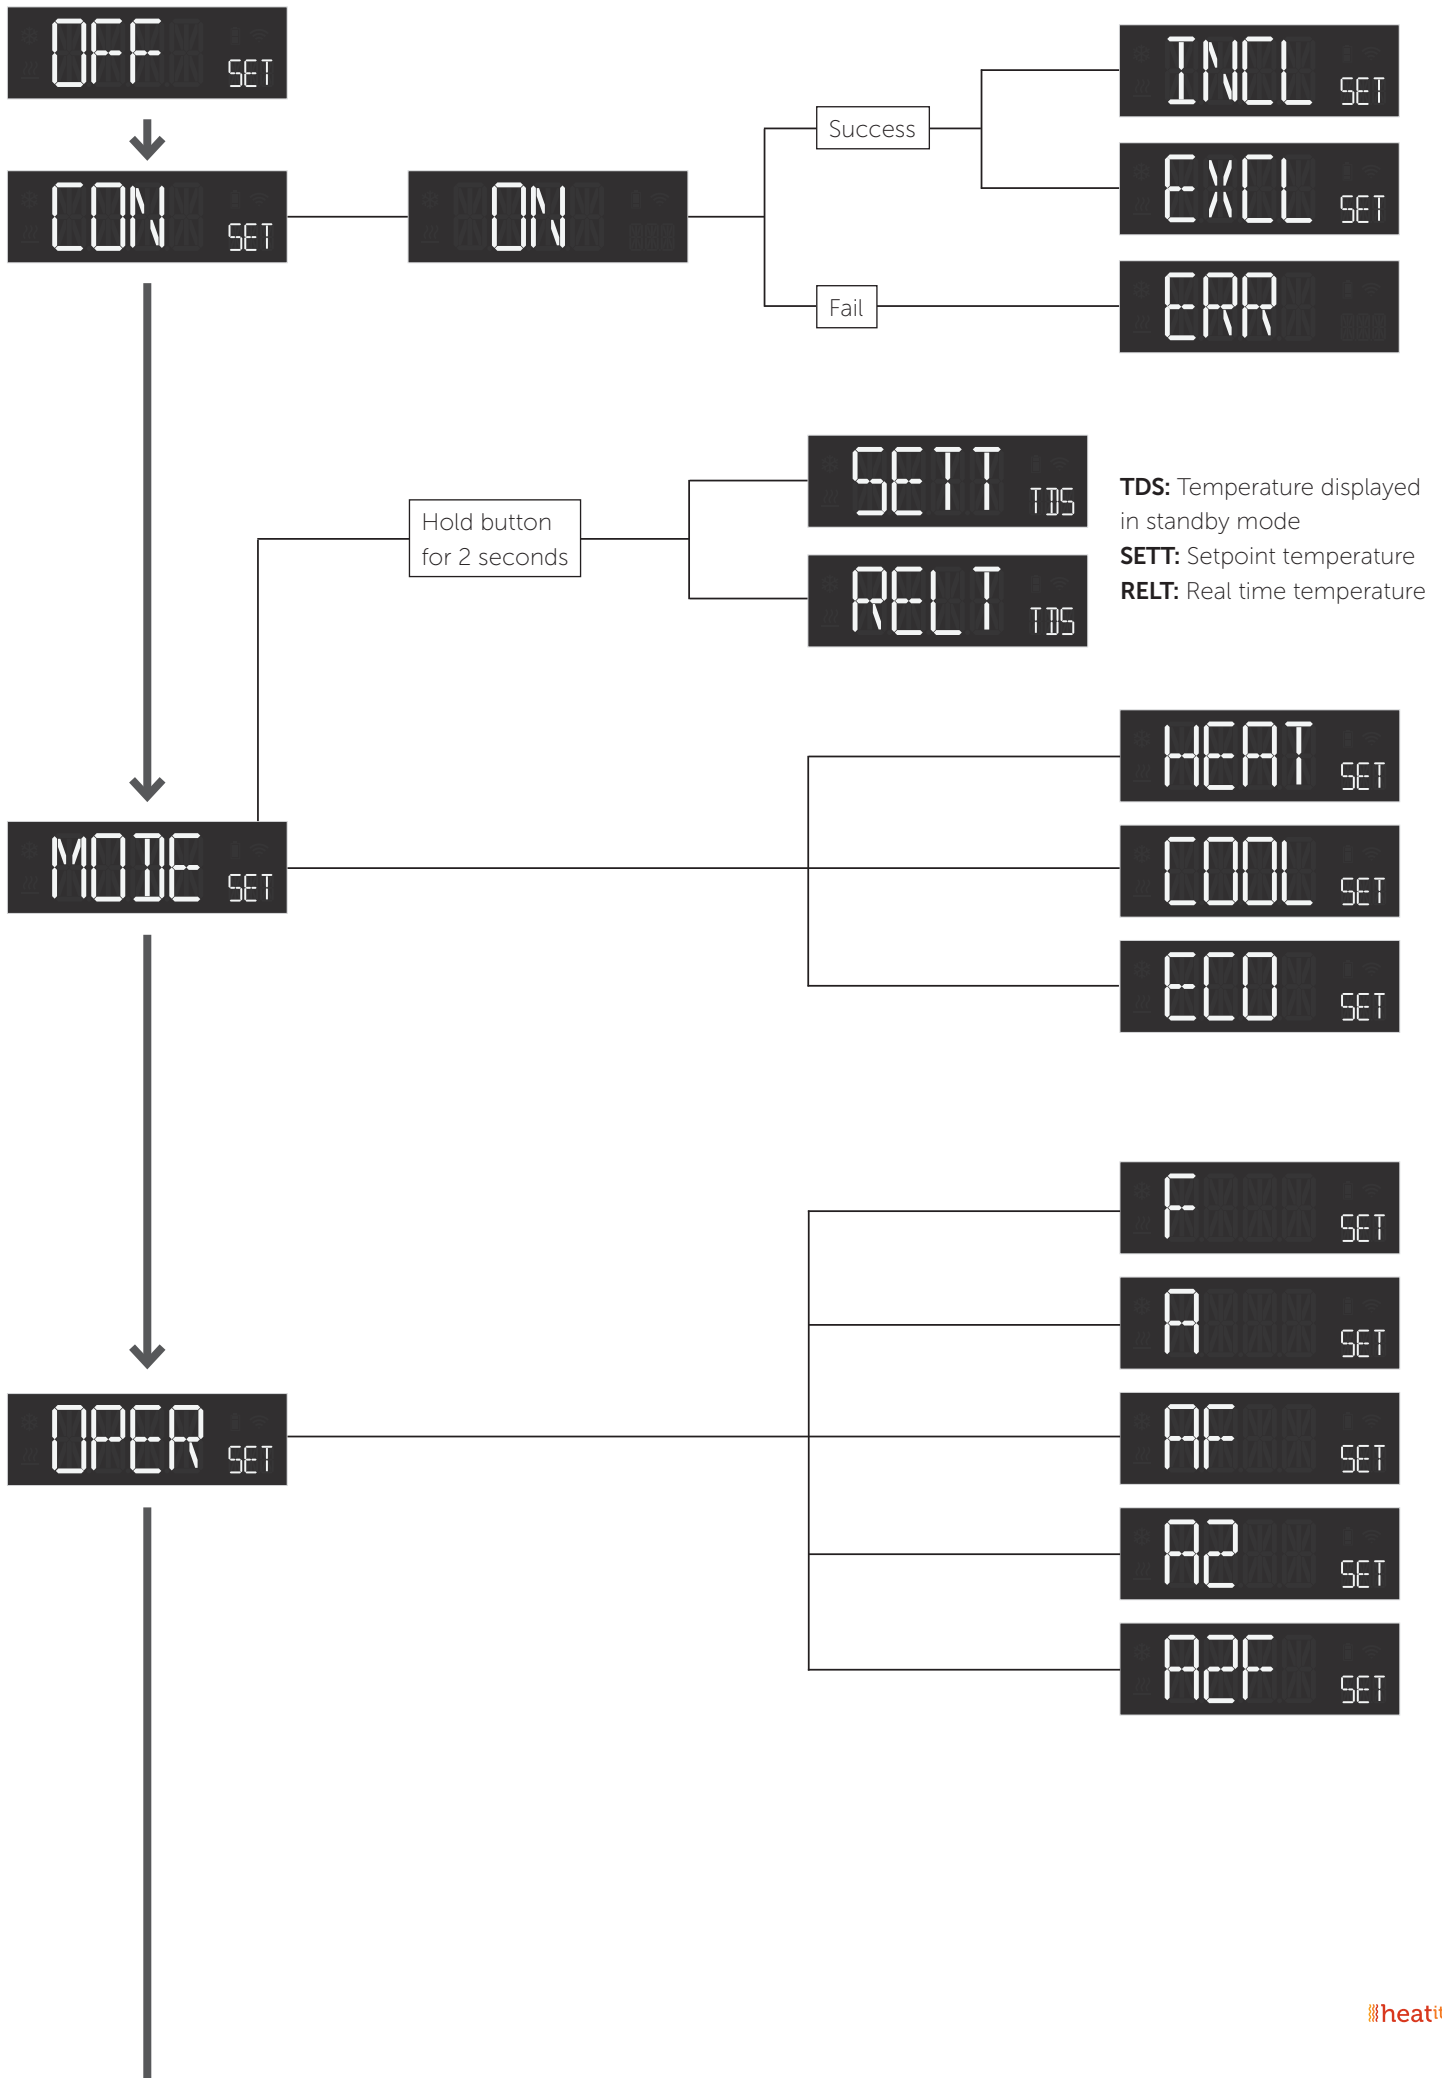 OFF SET
CON SET
ON
Success
INCL SET
EXCL SET
Fail
ERR
Hold button
for 2 seconds
SETT TDS
RELT TDS
TDS: Temperature displayed
in standby mode
SETT: Setpoint temperature
RELT: Real time temperature
MODE SET
HEAT SET
COOL SET
ECO SET
OPER SET
F SET
A SET
AF SET
A2 SET
A2F SET
heatit